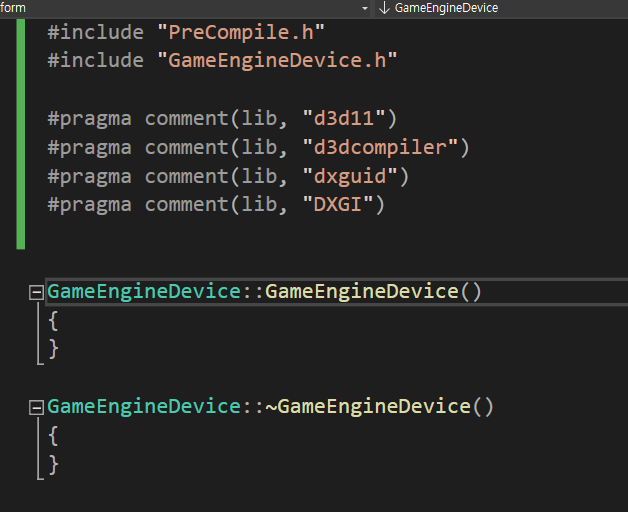 form GameEngineDevice
#include "PreCompile.h"
#include "GameEngineDevice.h"
#pragma comment(lib, "d3d11")
#pragma comment(lib, "d3dcompiler")
#pragma comment(lib, "dxguid")
#pragma comment(lib, "DXGI")
GameEngineDevice::GameEngineDevice()
{
}
GameEngineDevice::~GameEngineDevice()
{
}